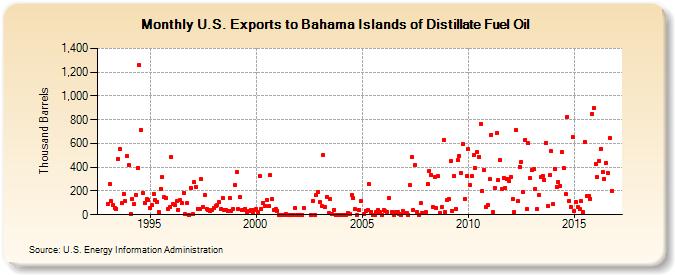 Monthly U.S. Exports to Bahama Islands of Distillate Fuel Oil
Thousand Barrels
1,400
1,200
1,000
800
600
400
200
0
1995 2000 2005 2010 2015
Source: U.S. Energy Information Administration